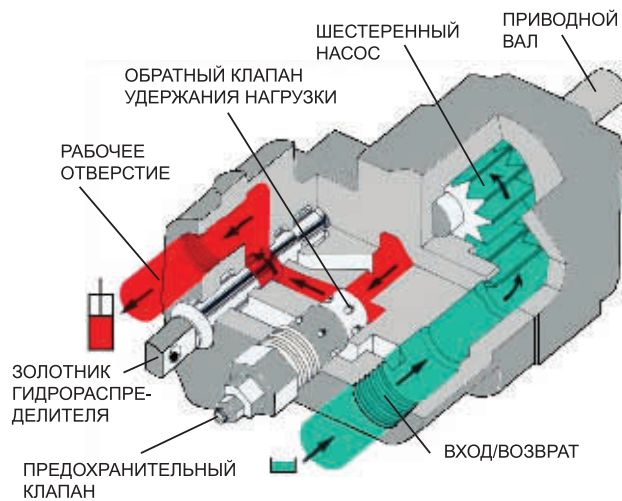 ПРИВОДНОЙ
ВАЛ
ШЕСТЕРЕННЫЙ
НАСОС
ОБРАТНЫЙ КЛАПАН
УДЕРЖАНИЯ НАГРУЗКИ
РАБОЧЕЕ
ОТВЕРСТИЕ
ЗОЛОТНИК
ГИДРОРАСПРЕ-
ДЕЛИТЕЛЯ
ПРЕДОХРАНИТЕЛЬНЫЙ
КЛАПАН
ВХОД/ВОЗВРАТ